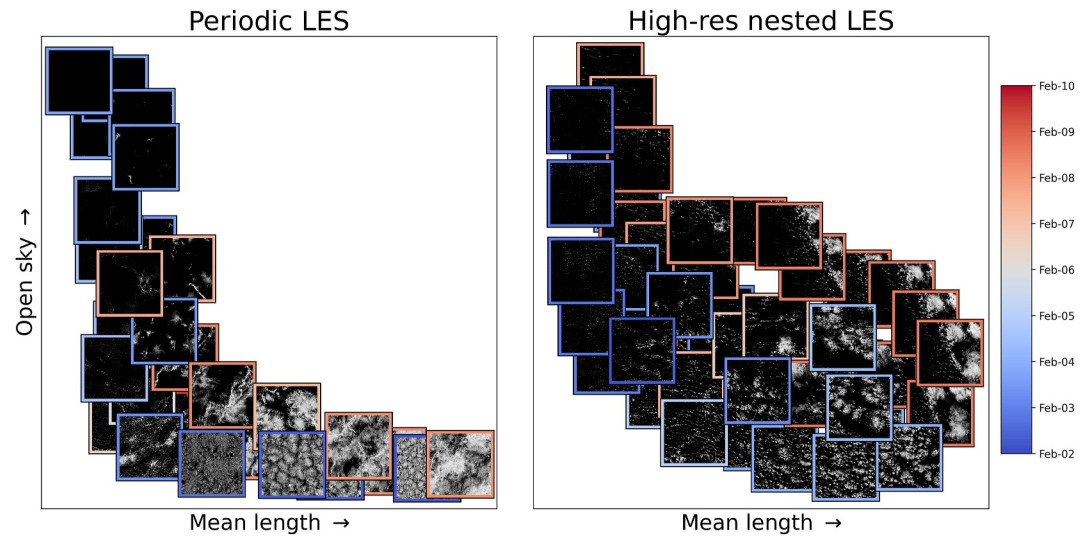 Periodic LES
High-res nested LES
Open sky →
Mean length →
Mean length →
Feb-10
Feb-09
Feb-08
Feb-07
Feb-06
Feb-05
Feb-04
Feb-03
Feb-02